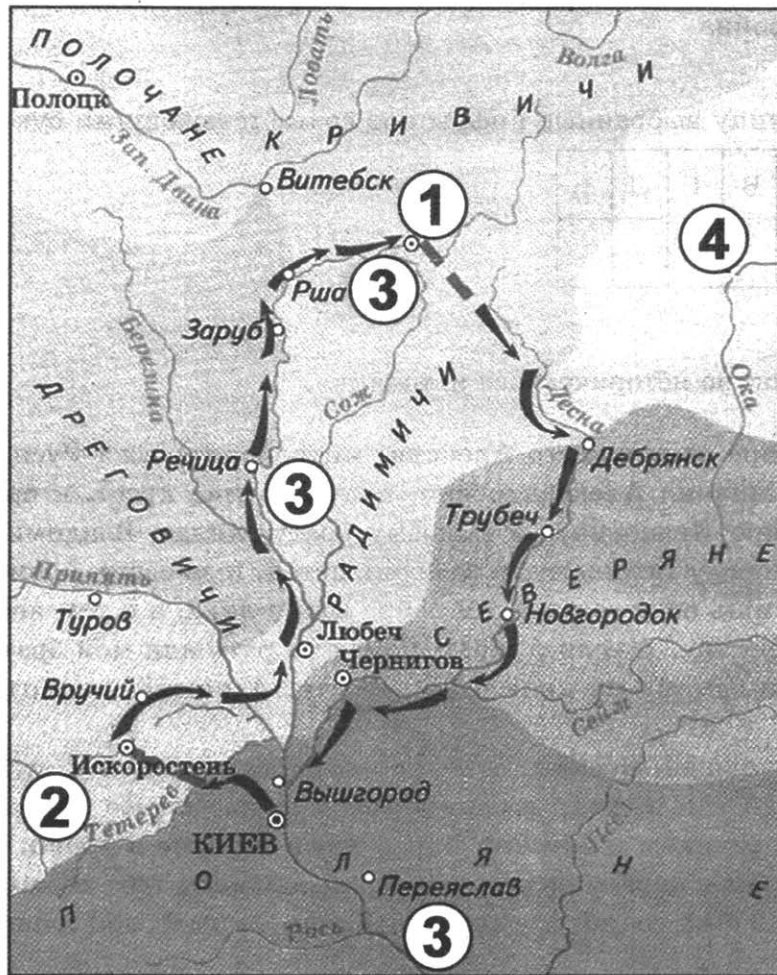 ПОЛОЧАНЕ
Полоцк
Ловать
Волга
КРИВИЧИ
Зап. Двина
Витебск
1
4
Рша
3
Заруб
Березина
Сож
Десна
Ока
ДРЕГОВИЧИ
РАДИМИЧИ
Речица
3
Дебрянск
Трубеч
СЕВЕРЯНЕ
Припять
Туров
Новгородок
Любеч
Чернигов
Вручий
Сейм
Искоростень
2
Тетерев
Вышгород
КИЕВ
Псел
ПОЛЯНЕ
Переяслав
Рось
3